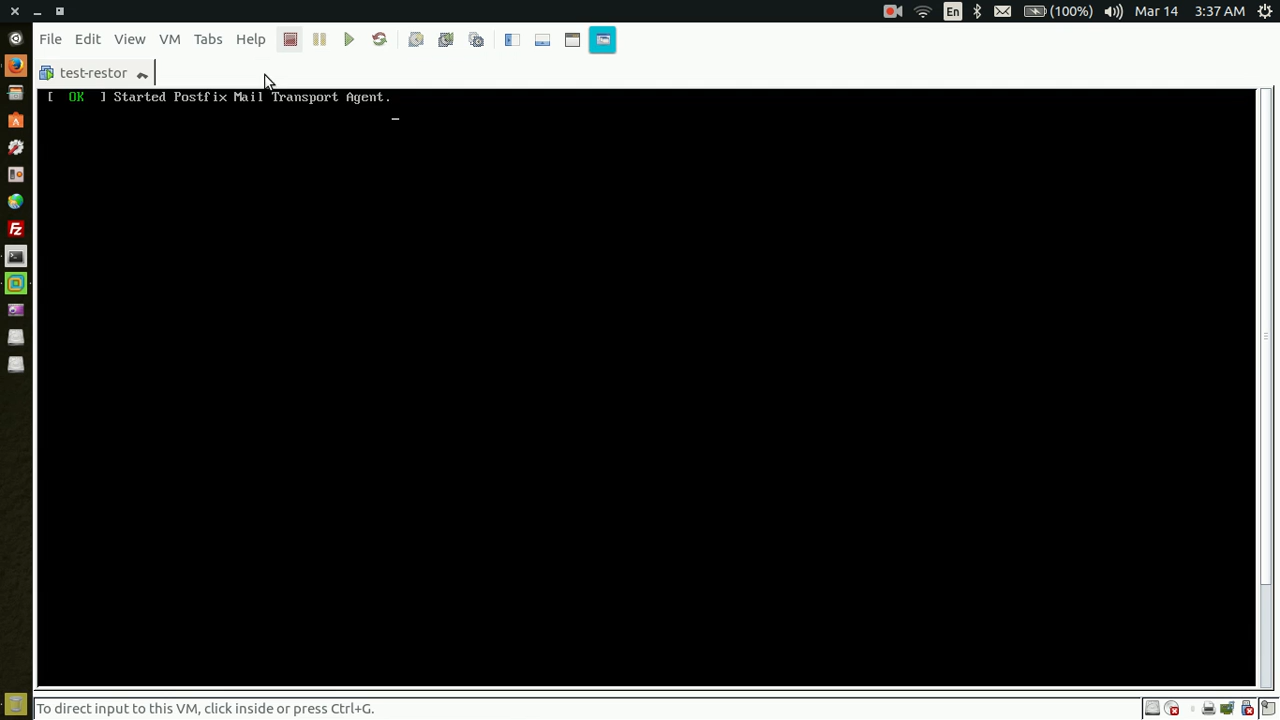 En
(100%)
Mar 14
3:37 AM
File
Edit
View
VM
Tabs
Help
test-restor
[  OK  ] Started Postfix Mail Transport Agent.
To direct input to this VM, click inside or press Ctrl+G.